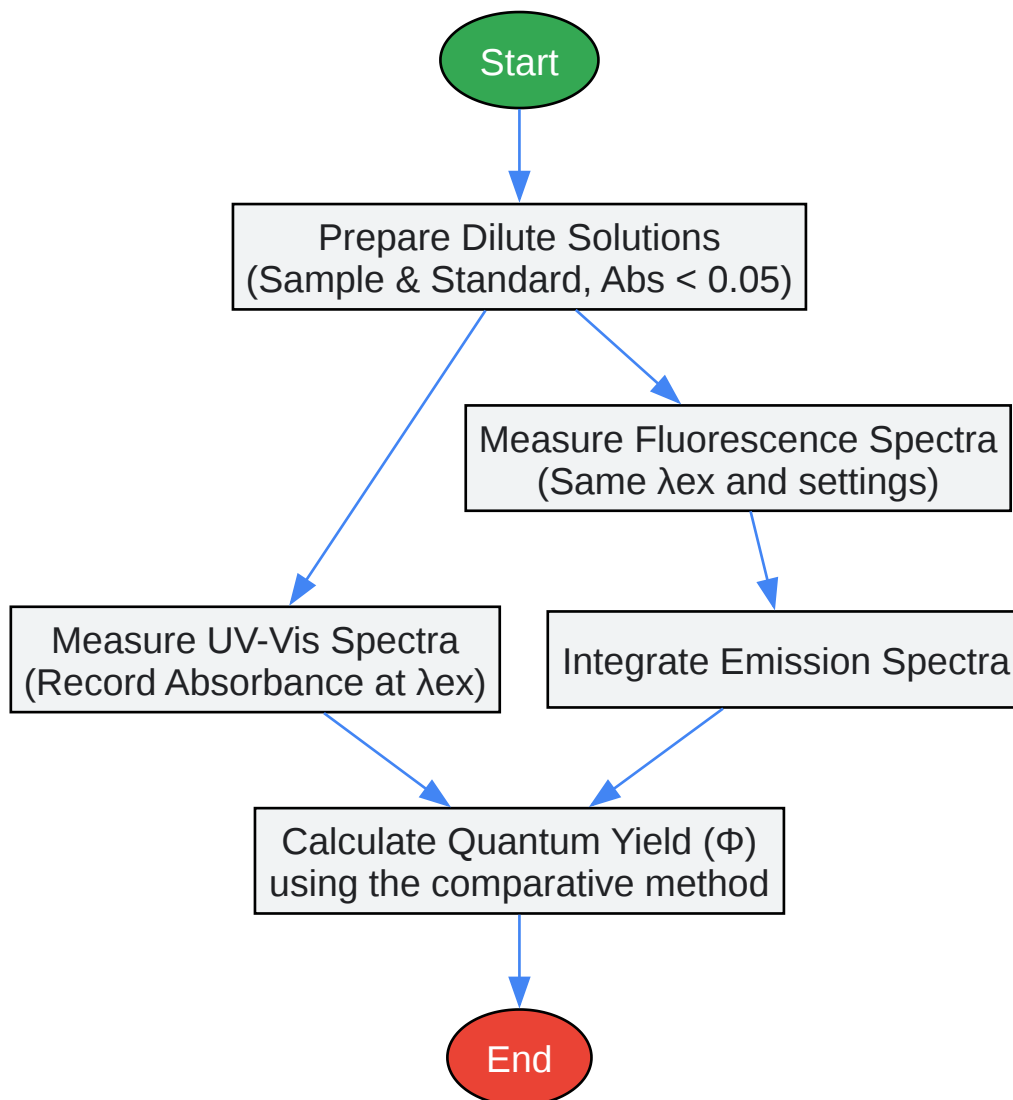 Start
Prepare Dilute Solutions
(Sample & Standard, Abs < 0.05)
Measure Fluorescence Spectra
(Same λex and settings)
Measure UV-Vis Spectra
(Record Absorbance at λex)
Integrate Emission Spectra
Calculate Quantum Yield (Φ)
using the comparative method
End